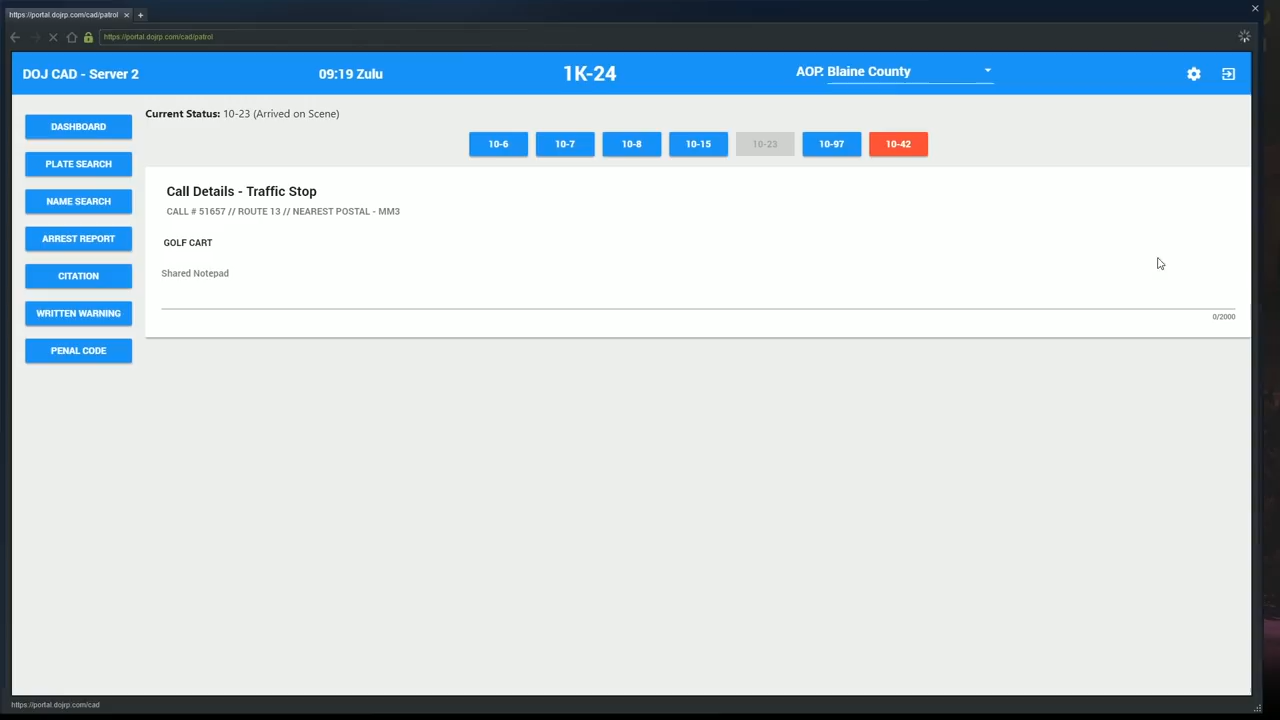 https://portal.dojrp.com/cad/patrol
https://portal.dojrp.com/cad/patrol
DOJ CAD - Server 2
09:19 Zulu
1K-24
AOP: Blaine County
Current Status: 10-23 (Arrived on Scene)
DASHBOARD
PLATE SEARCH
NAME SEARCH
ARREST REPORT
CITATION
WRITTEN WARNING
PENAL CODE
10-6
10-7
10-8
10-15
10-23
10-97
10-42
Call Details - Traffic Stop
CALL # 51657 // ROUTE 13 // NEAREST POSTAL - MM3
GOLF CART
Shared Notepad
0/2000
https://portal.dojrp.com/cad